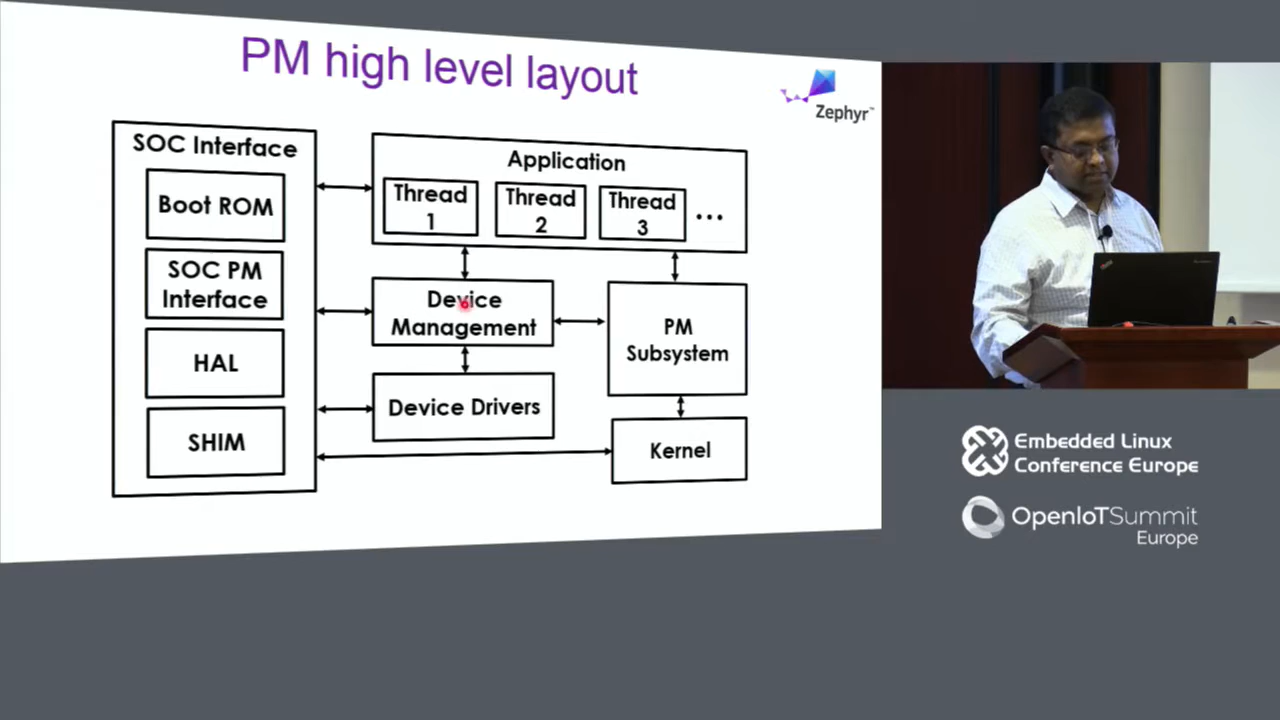 PM high level layout
Zephyr™
SOC Interface
Boot ROM
SOC PM
Interface
HAL
SHIM
Application
Thread
1
Thread
2
Thread
3
...
Device
Management
PM
Subsystem
Device Drivers
Kernel
Embedded Linux
Conference Europe
OpenIoTSummit
Europe